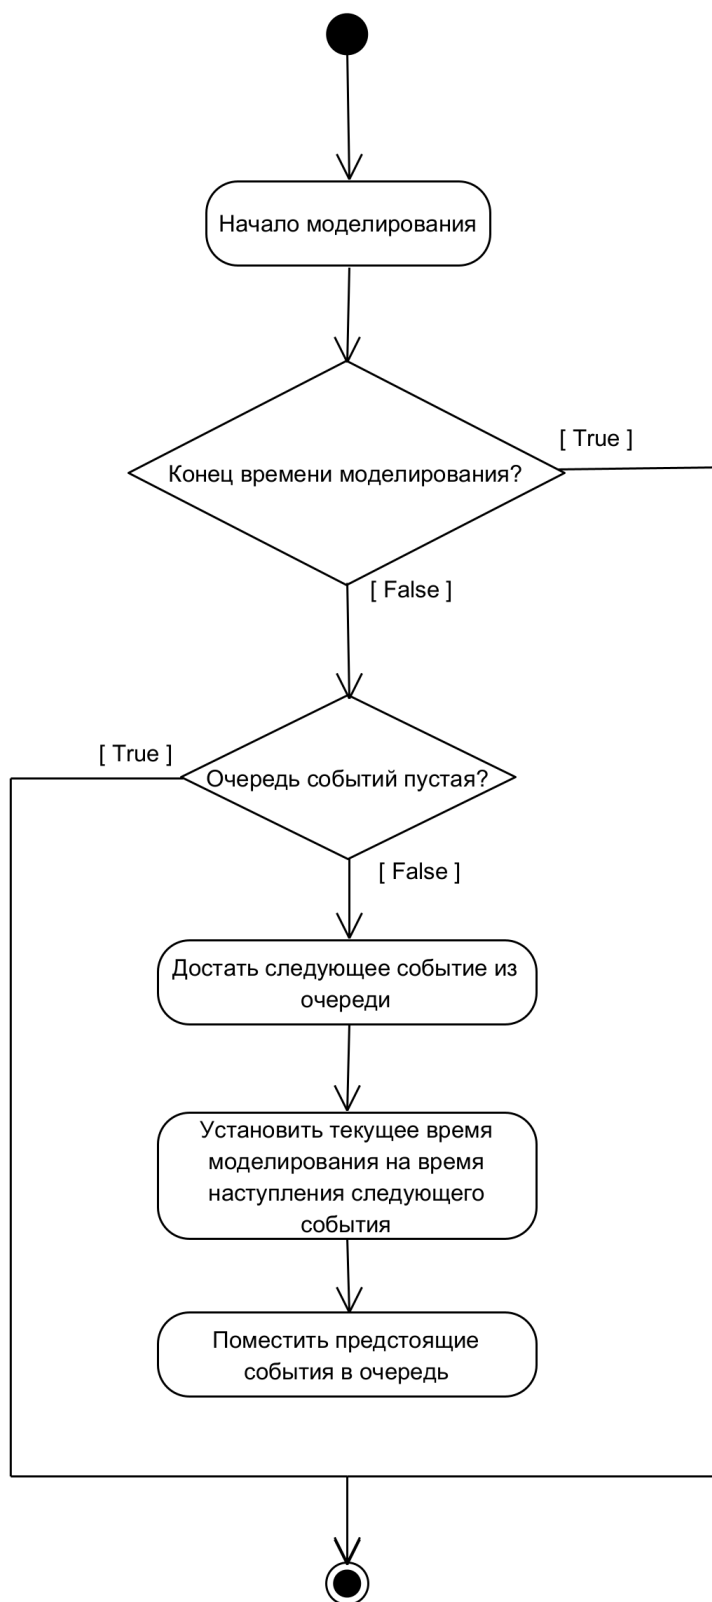 Начало моделирования
[ True ]
Конец времени моделирования?
[ False ]
[ True ]
Очередь событий пустая?
[ False ]
Достать следующее событие из
очереди
Установить текущее время
моделирования на время
наступления следующего
события
Поместить предстоящие
события в очередь